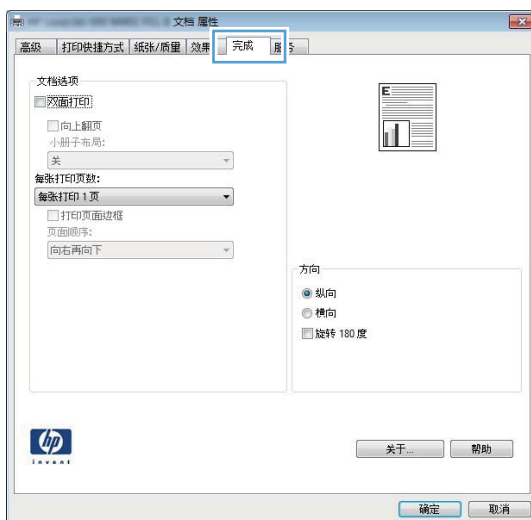 文档 属性
高级 打印快捷方式 纸张/质量 效果 完成
文档选项
双面打印
向上翻页
小册子布局:
关
每张打印页数:
每张打印 1 页
打印页面边框
页面顺序:
向右再向下
E
方向
纵向
横向
旋转 180 度
hp
invent
关于...
帮助
确定
取消